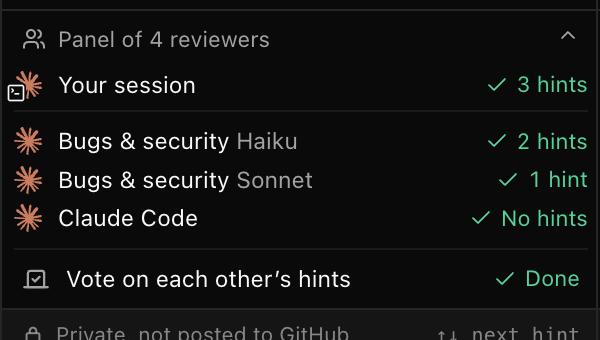 Panel of 4 reviewers
Your session ✓ 3 hints
Bugs & security Haiku ✓ 2 hints
Bugs & security Sonnet ✓ 1 hint
Claude Code ✓ No hints
Vote on each other's hints ✓ Done
Private, not posted to GitHub ↑↓ next hint